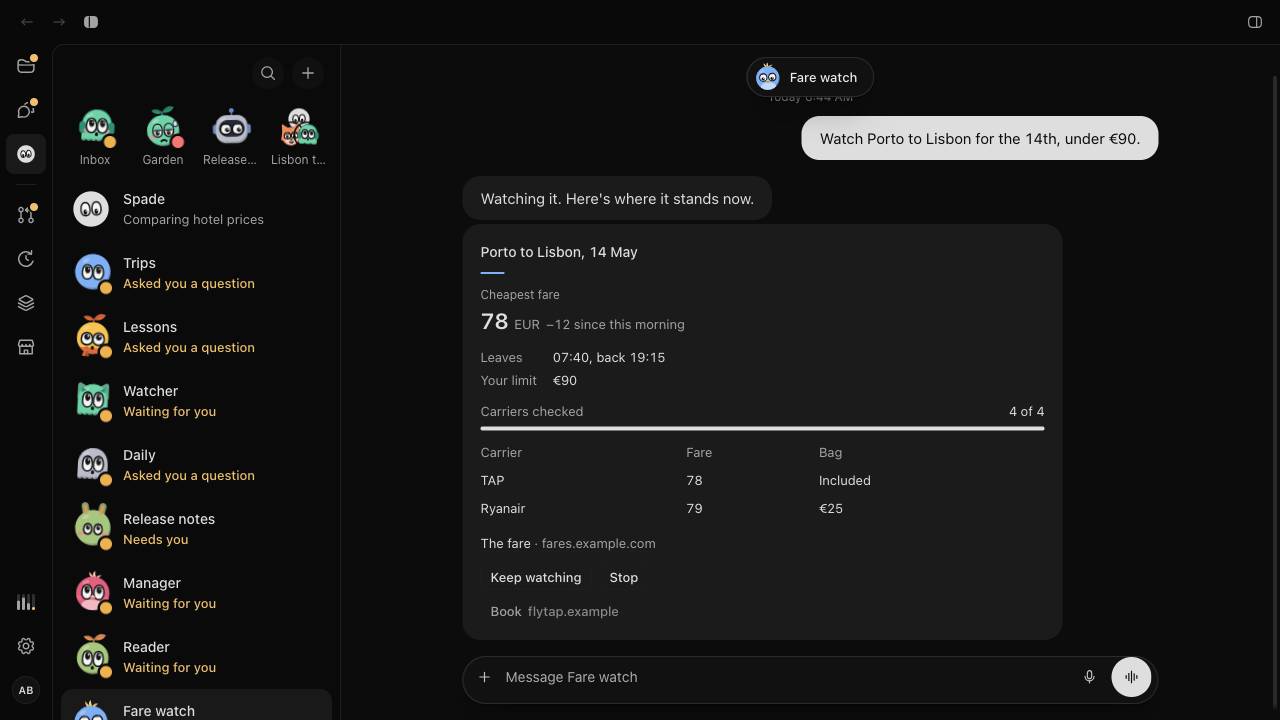 Inbox
Garden
Release...
Lisbon t...
Spade
Comparing hotel prices
Trips
Asked you a question
Lessons
Asked you a question
Watcher
Waiting for you
Daily
Asked you a question
Release notes
Needs you
Manager
Waiting for you
Reader
Waiting for you
Fare watch
AB
Fare watch
Today 6:44 AM
Watch Porto to Lisbon for the 14th, under €90.
Watching it. Here's where it stands now.
Porto to Lisbon, 14 May
Cheapest fare
78 EUR −12 since this morning
Leaves 07:40, back 19:15
Your limit €90
Carriers checked 4 of 4
Carrier Fare Bag
TAP 78 Included
Ryanair 79 €25
The fare · fares.example.com
Keep watching Stop
Book flytap.example
Message Fare watch